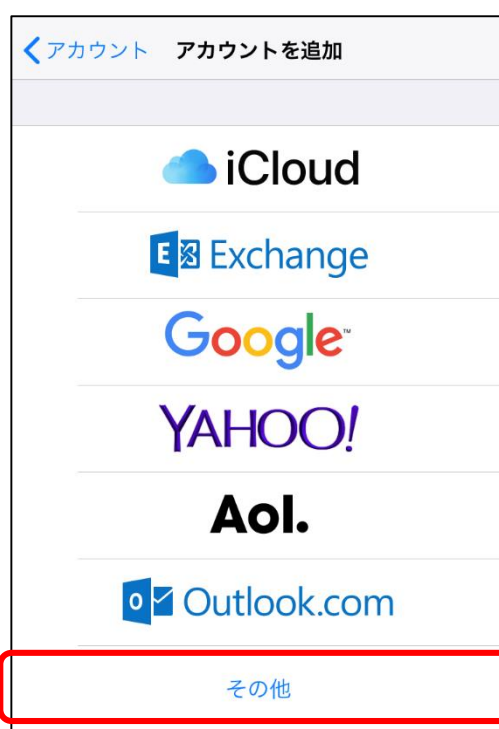 アカウント アカウントを追加
iCloud
E Exchange
Google™
YAHOO!
Aol.
o Outlook.com
その他